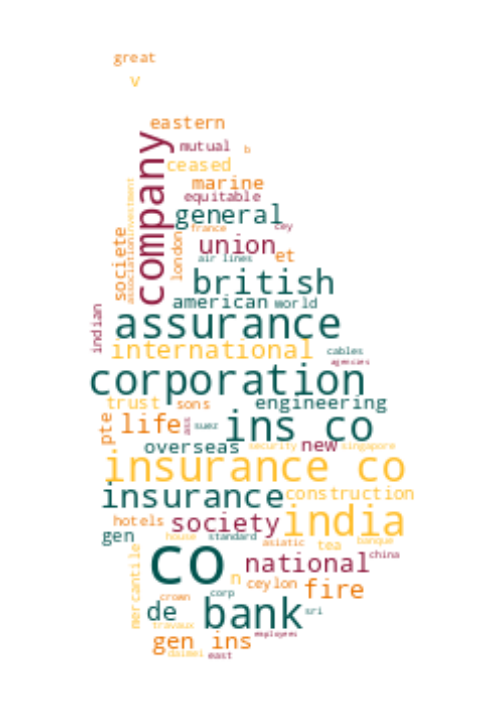 great
v
eastern
mutual b
ceased
marine
equitable
company
general
cey
france
associationinvestment
societe
london
union
air lines et
british
american world
indian
assurance
international cables
agencies
corporation
trust sons engineering
.pte life ass suez ins co
overseas security new singapore
insurance co
insurance construction
hotels society india
gen house standard asiatic tea banque
co national china
mercantile n ceylon fire
crown corp
de bank sri
travaux
gen ins employees
daimei east